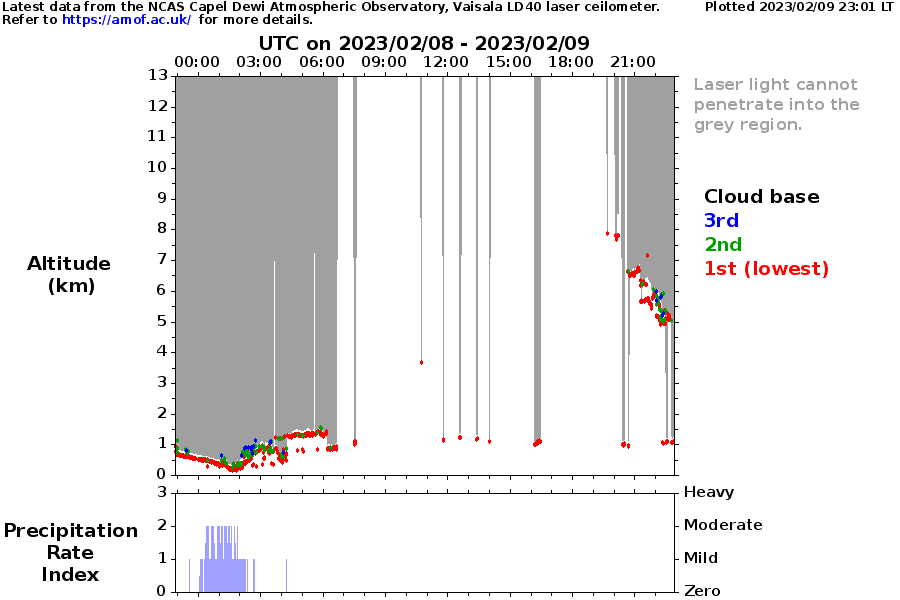 Latest data from the NCAS Capel Dewi Atmospheric Observatory, Vaisala LD40 laser ceilometer. Plotted 2023/02/09 23:01 LT
Refer to https://amof.ac.uk/ for more details.
UTC on 2023/02/08 - 2023/02/09
00:00 03:00 06:00 09:00 12:00 15:00 18:00 21:00
13
12
11
10
9
8
7
6
5
4
3
2
1
0
Altitude
(km)
Laser light cannot
penetrate into the
grey region.
Cloud base
3rd
2nd
1st (lowest)
3 Heavy
2 Moderate
1 Mild
0 Zero
Precipitation
Rate
Index